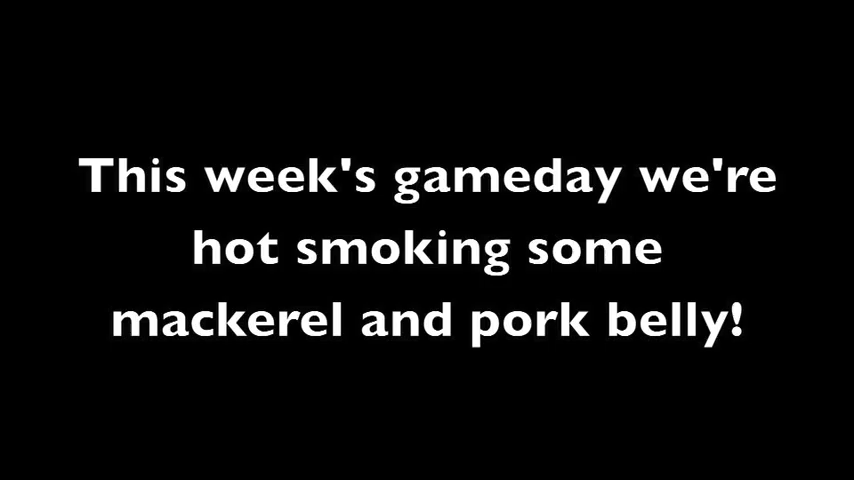 This week's gameday we're
hot smoking some
mackerel and pork belly!